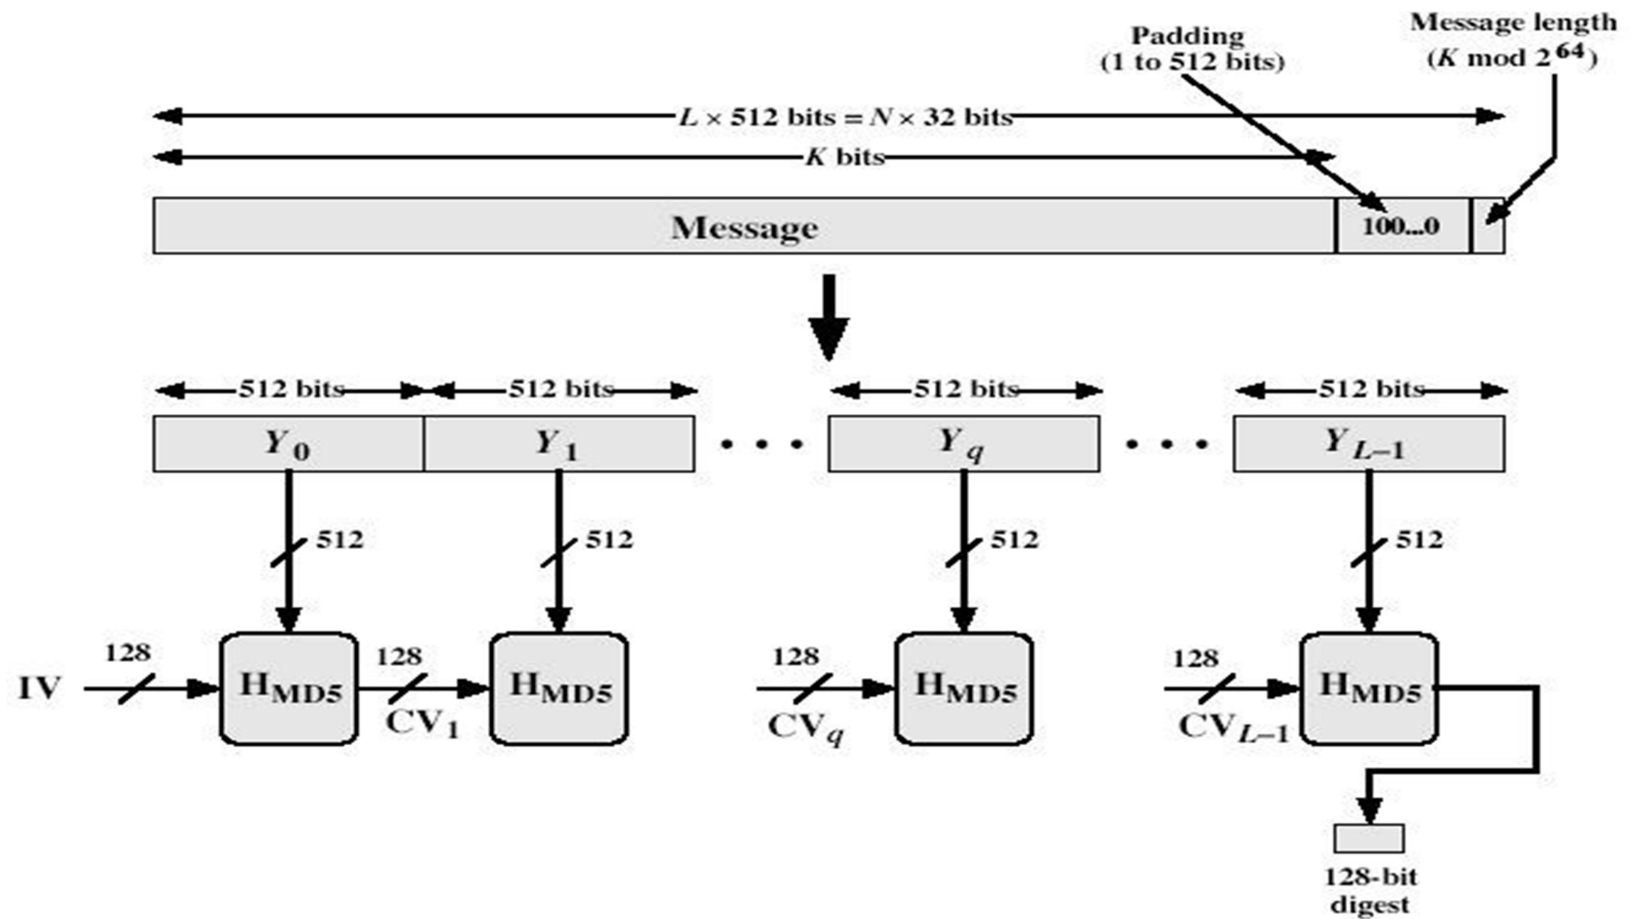 Padding
(1 to 512 bits)
Message length
(K mod 2^64)
L × 512 bits = N × 32 bits
K bits
Message
100...0
512 bits
512 bits
512 bits
512 bits
Y0
Y1
• • •
Yq
• • •
YL–1
512
512
512
512
IV
128
HMD5
128
CV1
HMD5
128
CVq
HMD5
128
CVL–1
HMD5
128-bit
digest